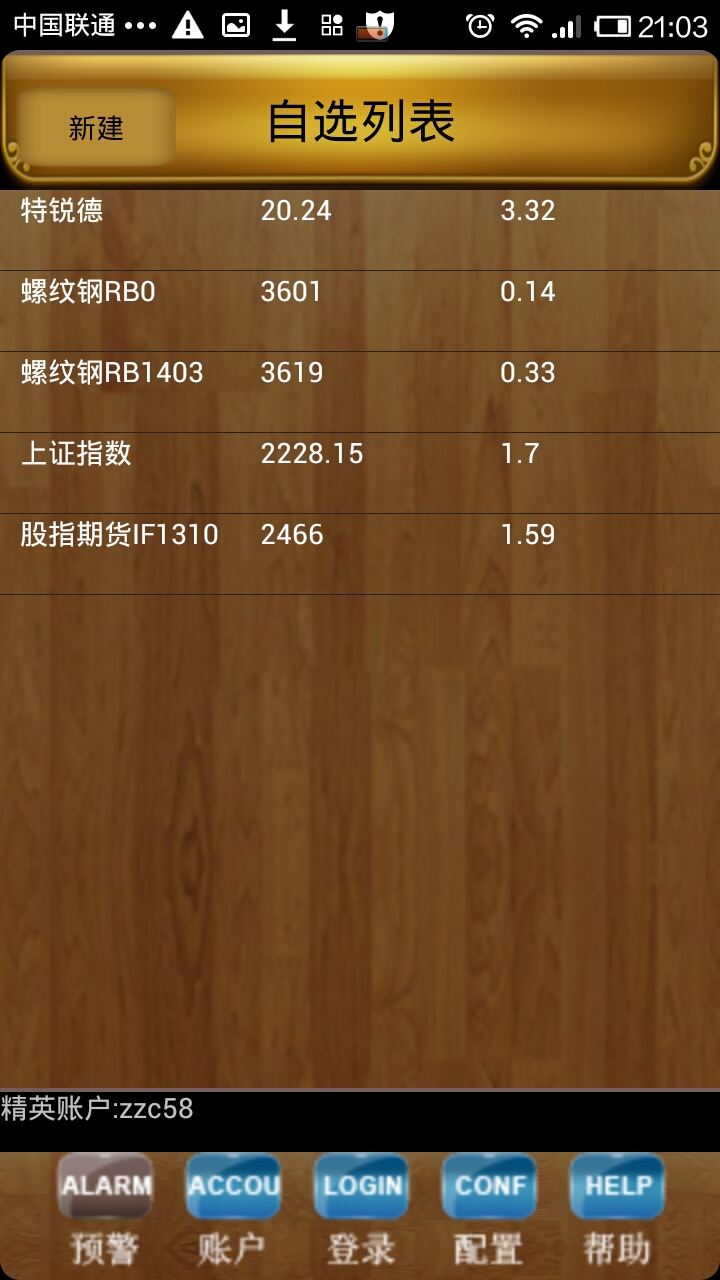 中国联通 ••• 21:03
新建 自选列表
特锐德 20.24 3.32
螺纹钢RB0 3601 0.14
螺纹钢RB1403 3619 0.33
上证指数 2228.15 1.7
股指期货IF1310 2466 1.59
精英账户:zzc58
ALARM ACCOU LOGIN CONF HELP
预警 账户 登录 配置 帮助